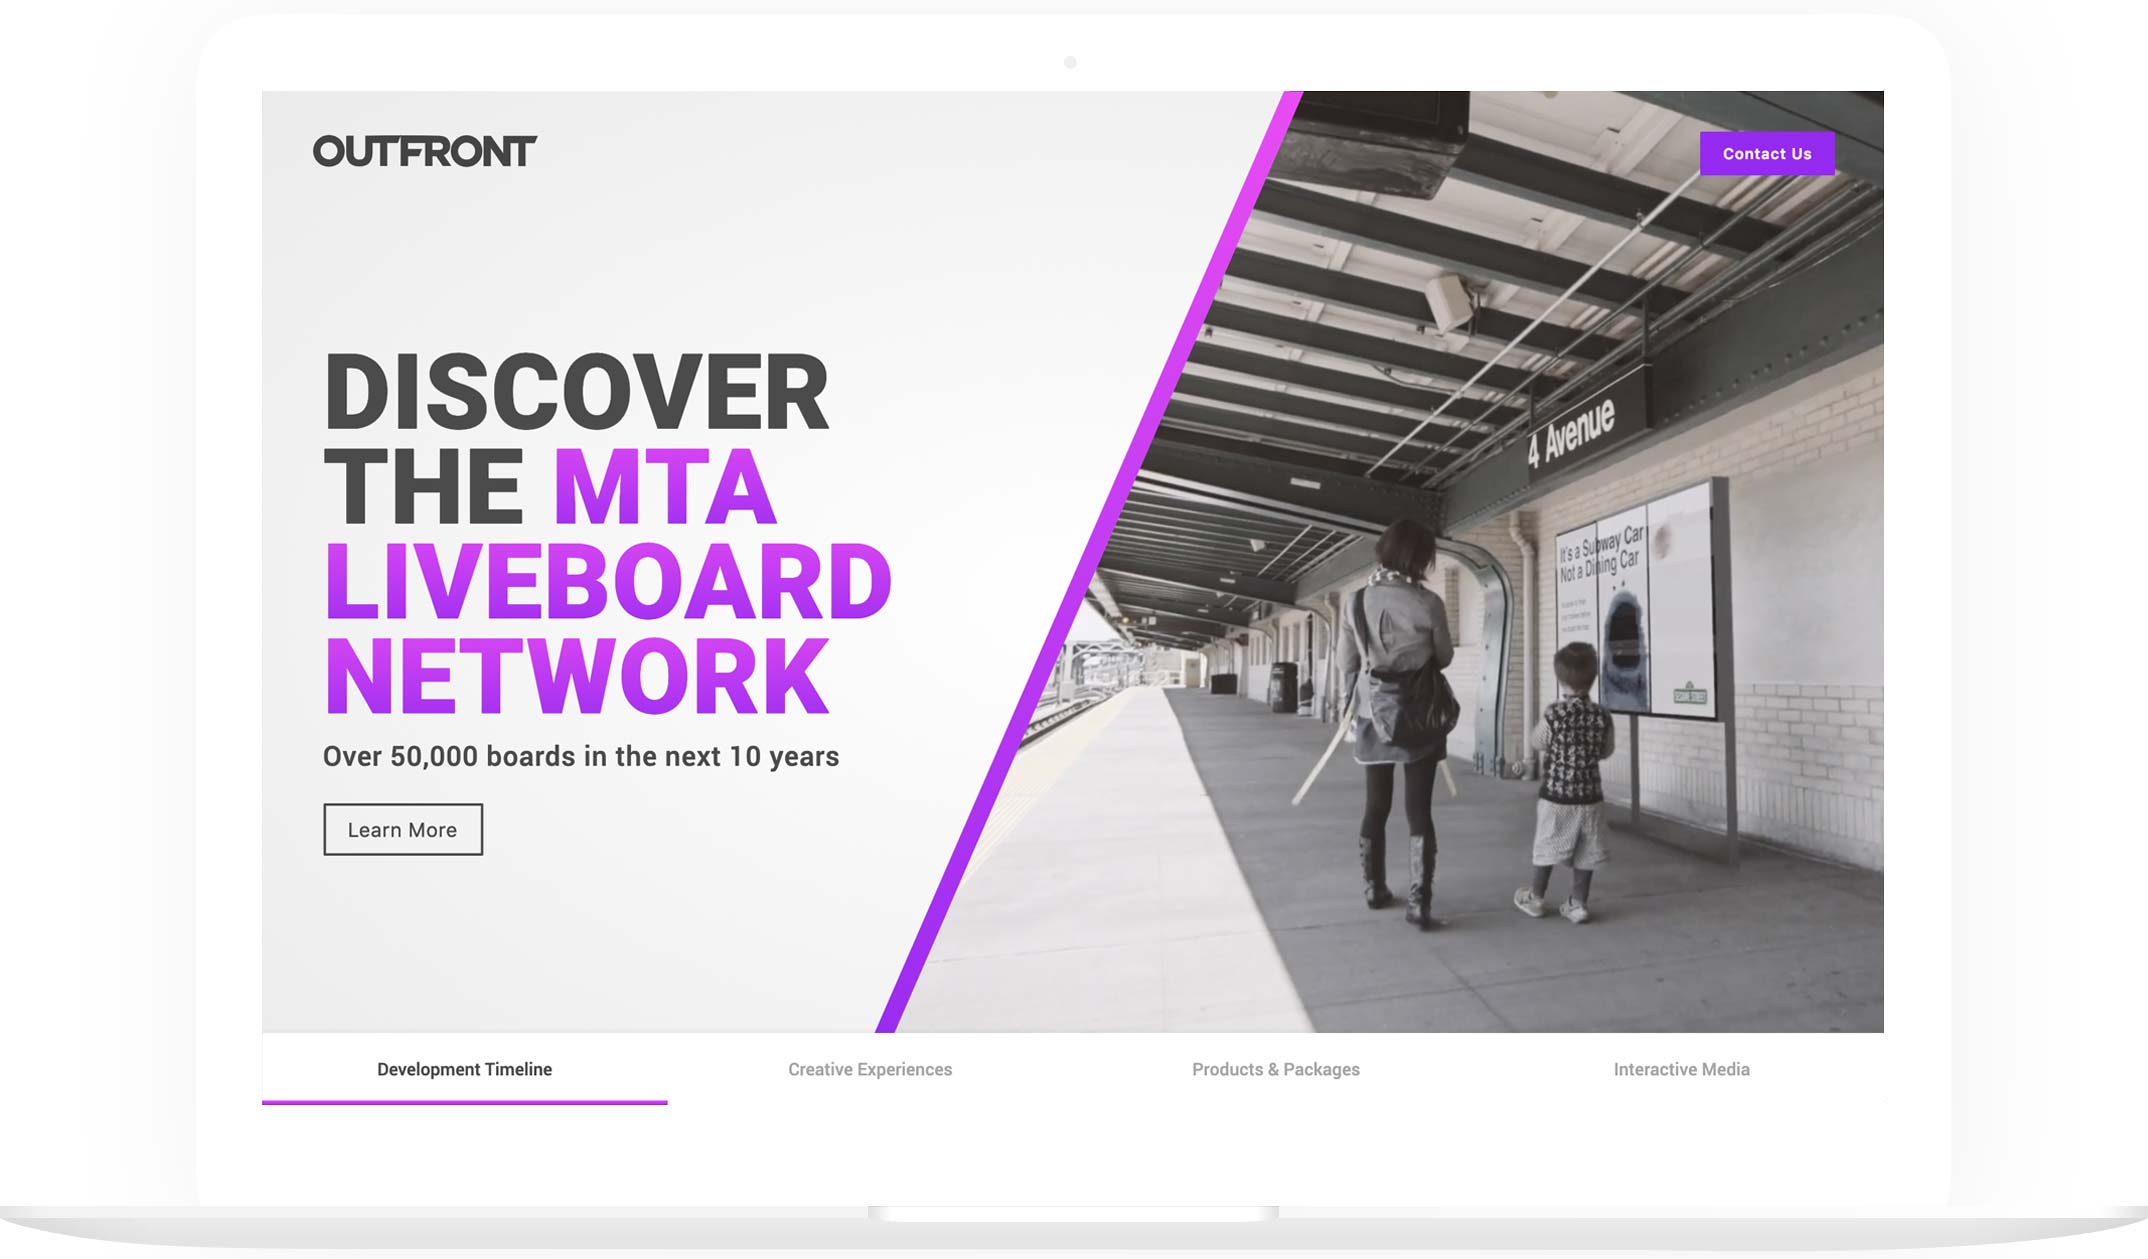 OUTFRONT
Contact Us
DISCOVER
THE MTA
LIVEBOARD
NETWORK
Over 50,000 boards in the next 10 years
Learn More
4 Avenue
It's a Subway Car
Not a Dining Car
Development Timeline
Creative Experiences
Products & Packages
Interactive Media